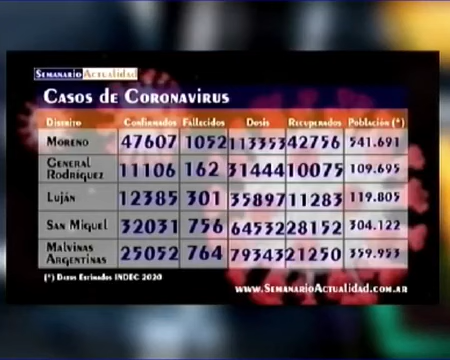 Semanario Actualidad
Casos de Coronavirus
Distrito Confirmados Fallecidos Dosis Recuperados Población (*)
Moreno 47607 1052 113353 42756 541.691
General Rodríguez 11106 162 31444 10075 109.695
Luján 12385 301 35897 11283 119.805
San Miguel 32031 756 64532 28152 304.122
Malvinas Argentinas 25052 764 79343 21250 359.953
(*) Datos Estimados INDEC 2020
www.SemanarioActualidad.com.ar